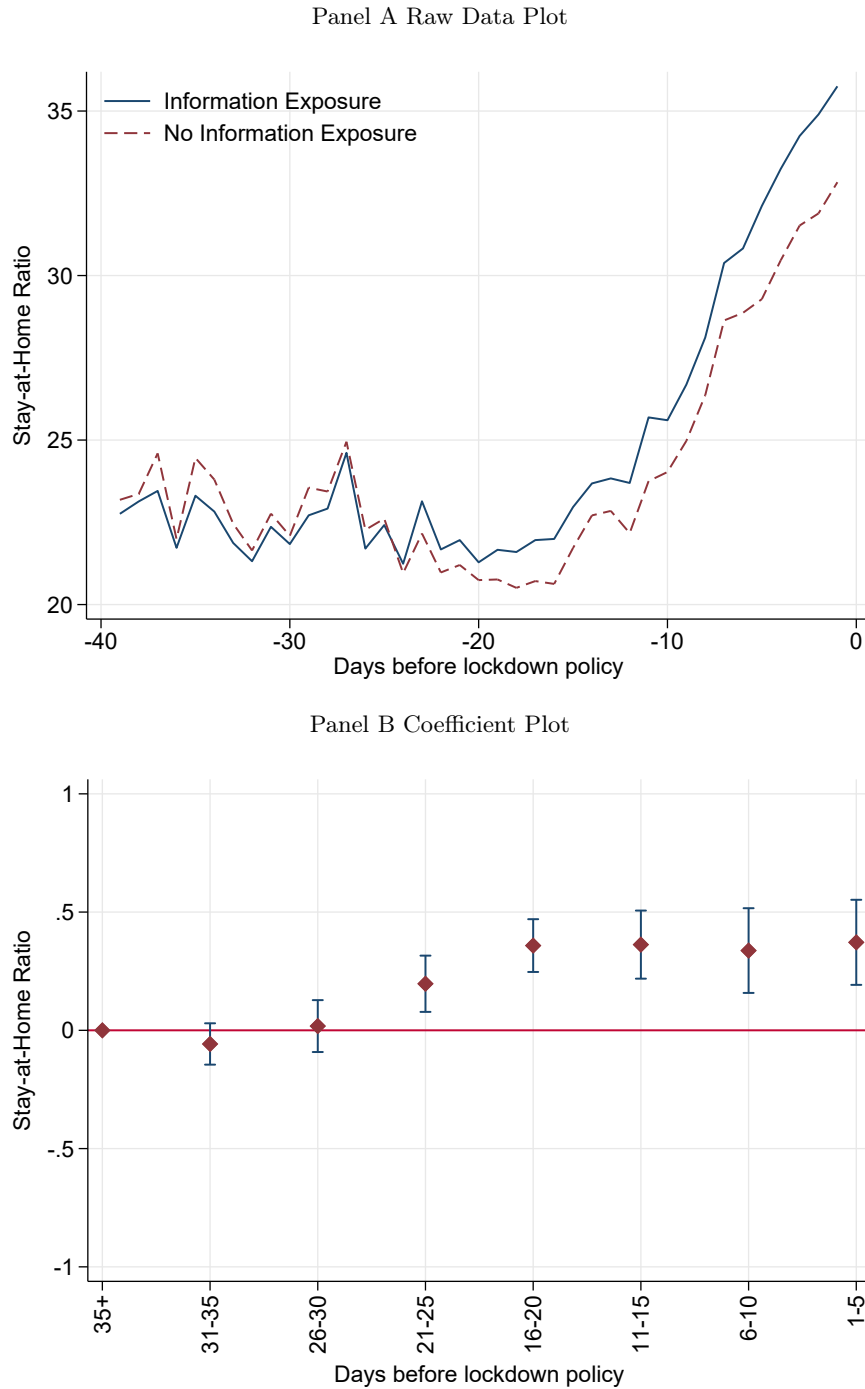 Panel A Raw Data Plot
Information Exposure
No Information Exposure
35
30
25
20
Stay-at-Home Ratio
-40 -30 -20 -10 0
Days before lockdown policy
Panel B Coefficient Plot
1
.5
0
-.5
-1
Stay-at-Home Ratio
35+ 31-35 26-30 21-25 16-20 11-15 6-10 1-5
Days before lockdown policy